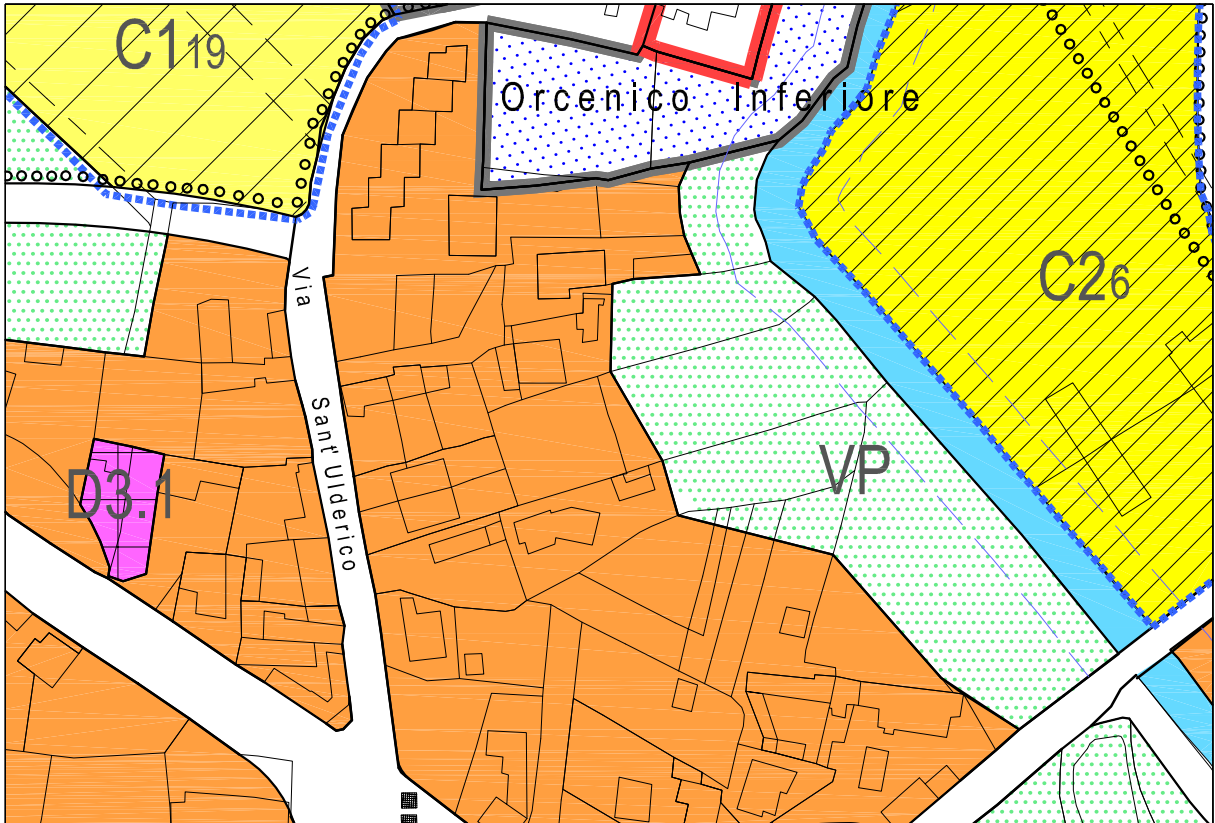 C119
Orcenico Inferiore
C26
Via Sant' Ulderico
VP
D3.1